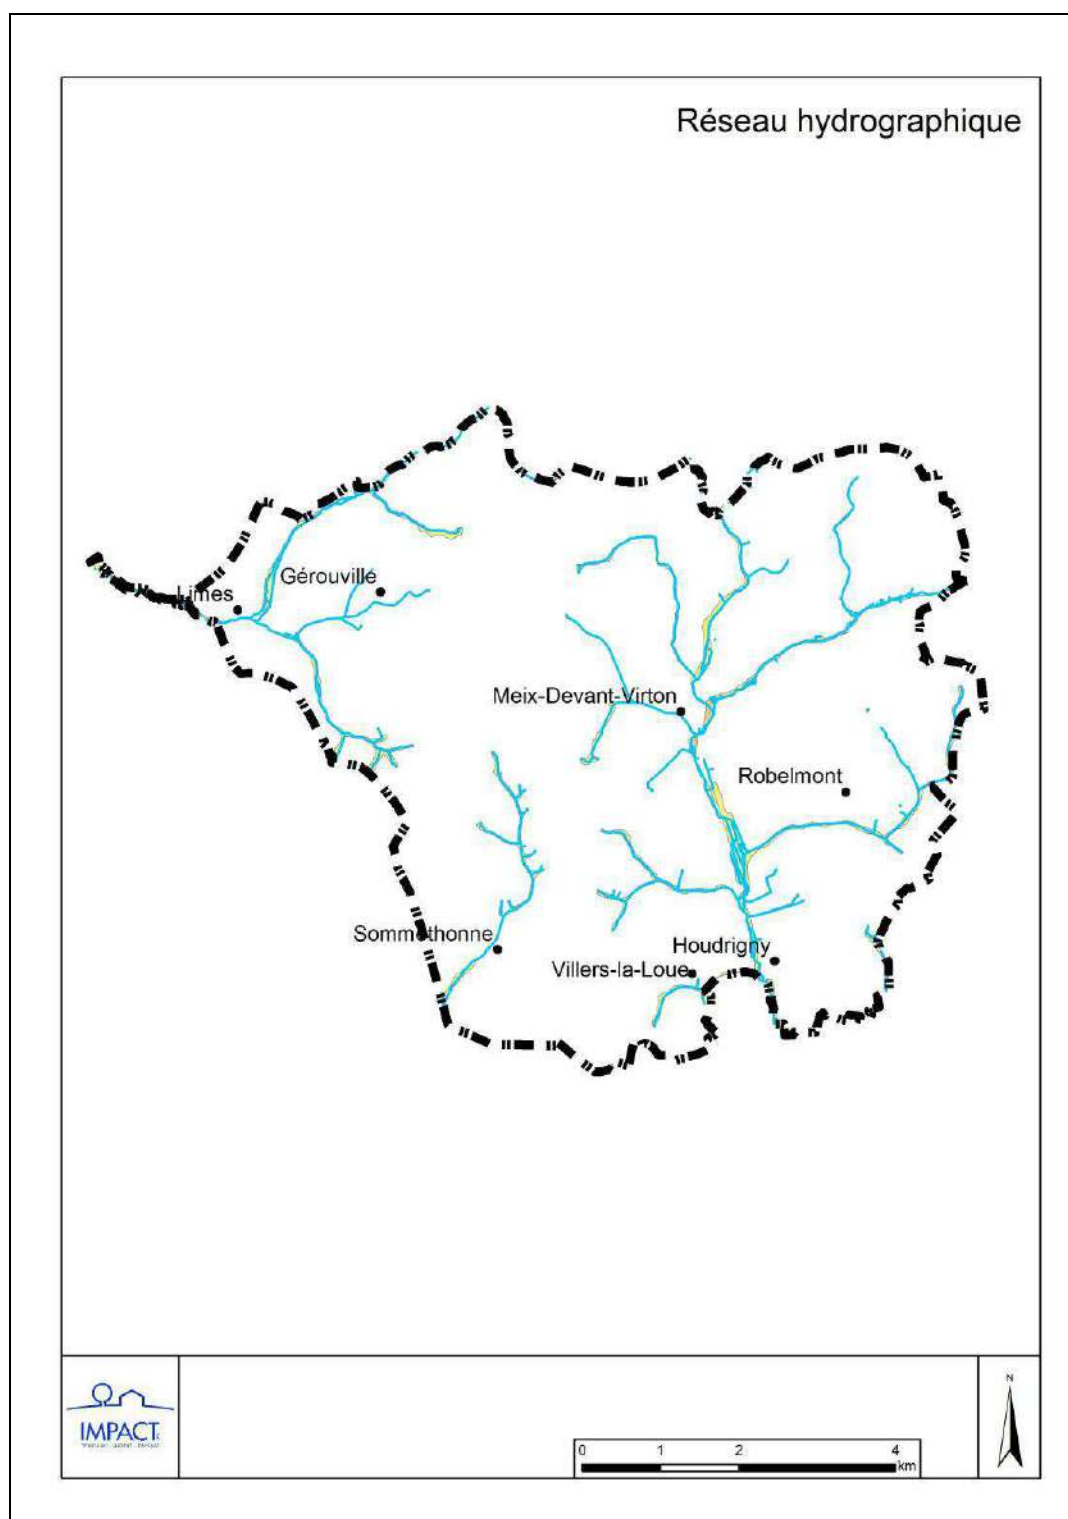 Réseau hydrographique
Limes
Gérouville
Meix-Devant-Virton
Robelmont
Sommethonne
Houdrigny
Villers-la-Loue
IMPACT
N
0 1 2 4
km